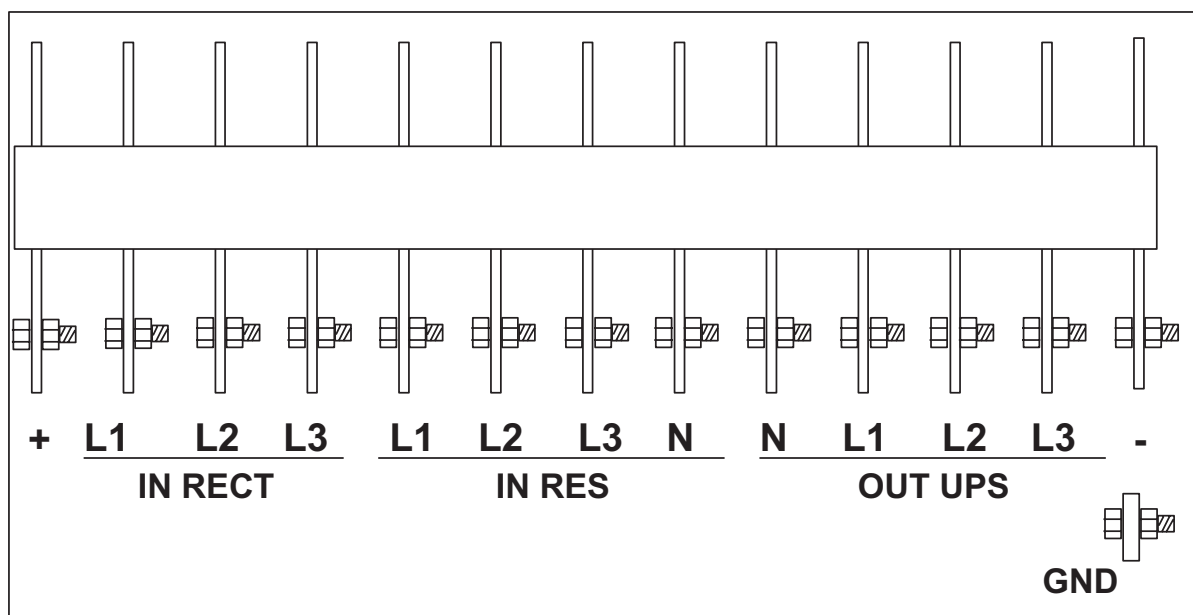 + L1 L2 L3 L1 L2 L3 N N L1 L2 L3 -
IN RECT IN RES OUT UPS
GND